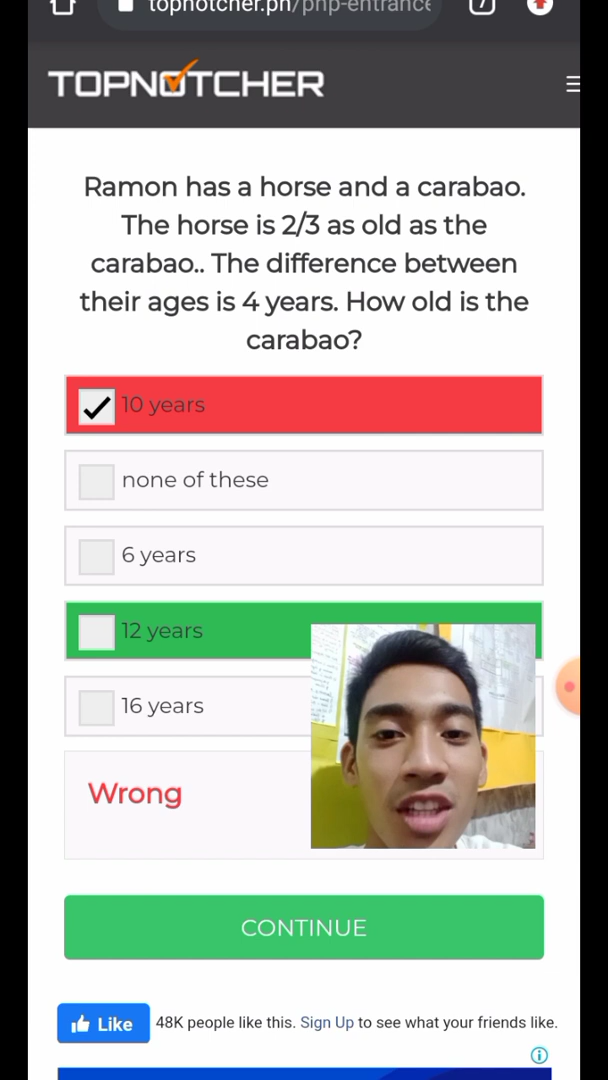 topnotcher.ph/pnp-entrance
7
TOPNOTCHER
Ramon has a horse and a carabao.
The horse is 2/3 as old as the
carabao.. The difference between
their ages is 4 years. How old is the
carabao?
10 years
none of these
6 years
12 years
16 years
Wrong
CONTINUE
Like 48K people like this. Sign Up to see what your friends like.